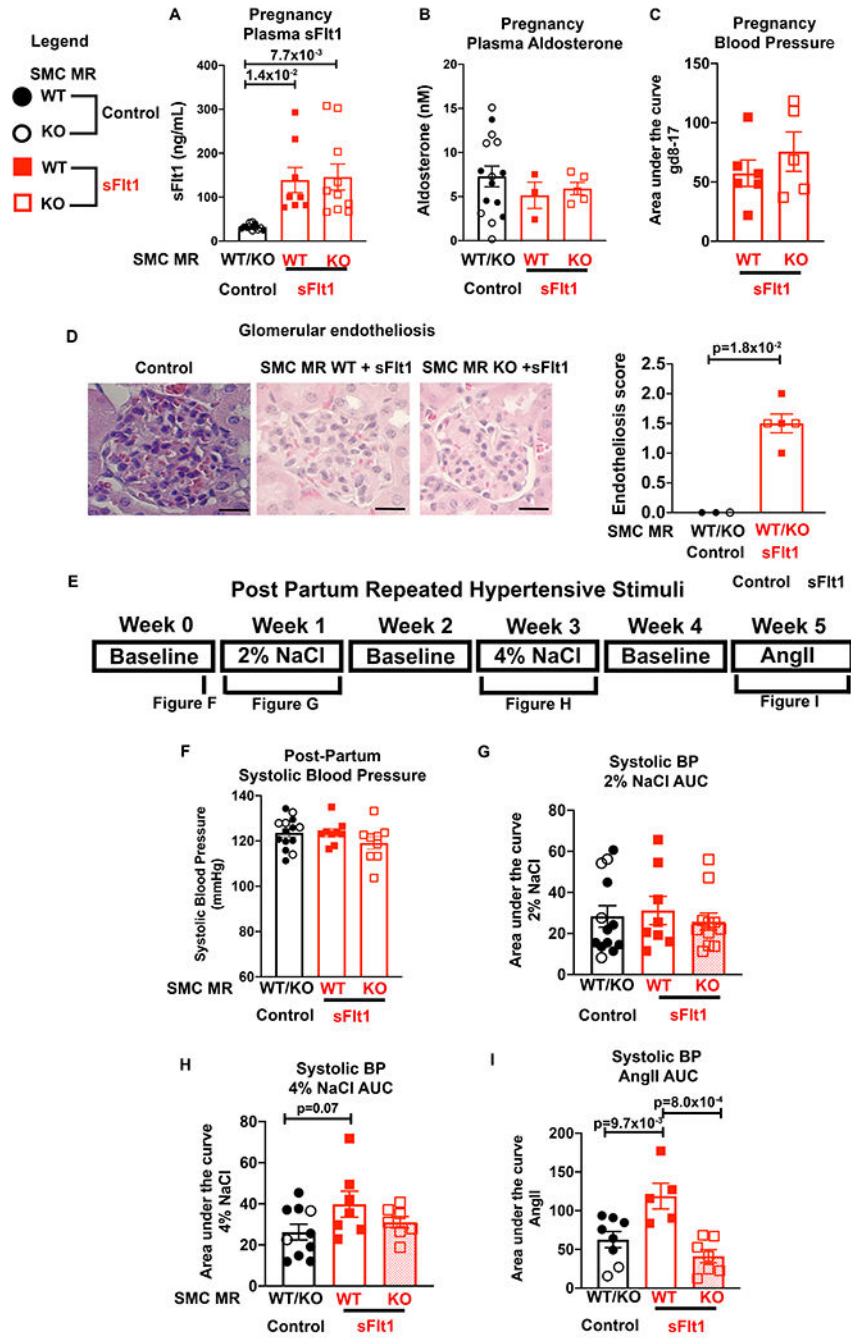 Legend
SMC MR
WT
KO
Control
WT
KO
sFlt1
A
Pregnancy
Plasma sFlt1
7.7x10-3
1.4x10-2
sFlt1 (ng/mL)
400
300
200
100
0
SMC MR WT/KO WT KO
Control sFlt1
B
Pregnancy
Plasma Aldosterone
Aldosterone (nM)
20
15
10
5
0
WT/KO WT KO
Control sFlt1
C
Pregnancy
Blood Pressure
Area under the curve
gd8-17
150
100
50
0
WT KO
sFlt1
D
Glomerular endotheliosis
Control
SMC MR WT + sFlt1
SMC MR KO +sFlt1
p=1.8x10-2
Endotheliosis score
2.5
2.0
1.5
1.0
0.5
0.0
SMC MR WT/KO WT/KO
Control sFlt1
Control sFlt1
E
Post Partum Repeated Hypertensive Stimuli
Week 0 Week 1 Week 2 Week 3 Week 4 Week 5
Baseline 2% NaCl Baseline 4% NaCl Baseline AngII
Figure F Figure G Figure H Figure I
F
Post-Partum
Systolic Blood Pressure
Systolic Blood Pressure
(mmHg)
140
120
100
80
60
SMC MR WT/KO WT KO
Control sFlt1
G
Systolic BP
2% NaCl AUC
Area under the curve
2% NaCl
80
60
40
20
0
WT/KO WT KO
Control sFlt1
H
Systolic BP
4% NaCl AUC
p=0.07
Area under the curve
4% NaCl
80
60
40
20
0
SMC MR WT/KO WT KO
Control sFlt1
I
Systolic BP
AngII AUC
p=8.0x10-4
p=9.7x10-3
Area under the curve
AngII
200
150
100
50
0
WT/KO WT KO
Control sFlt1